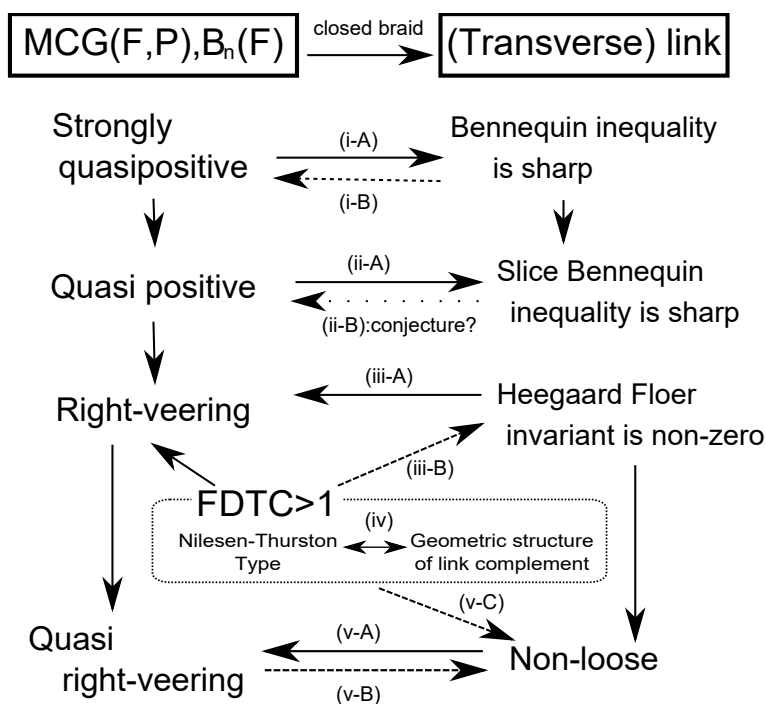 MCG(F,P),Bn(F)
closed braid
(Transverse) link
Strongly
quasipositive
(i-A)
(i-B)
Bennequin inequality
is sharp
Quasi positive
(ii-A)
(ii-B):conjecture?
Slice Bennequin
inequality is sharp
Right-veering
(iii-A)
(iii-B)
Heegaard Floer
invariant is non-zero
FDTC>1
Nilesen-Thurston
Type
(iv)
Geometric structure
of link complement
(v-C)
Quasi
right-veering
(v-A)
(v-B)
Non-loose